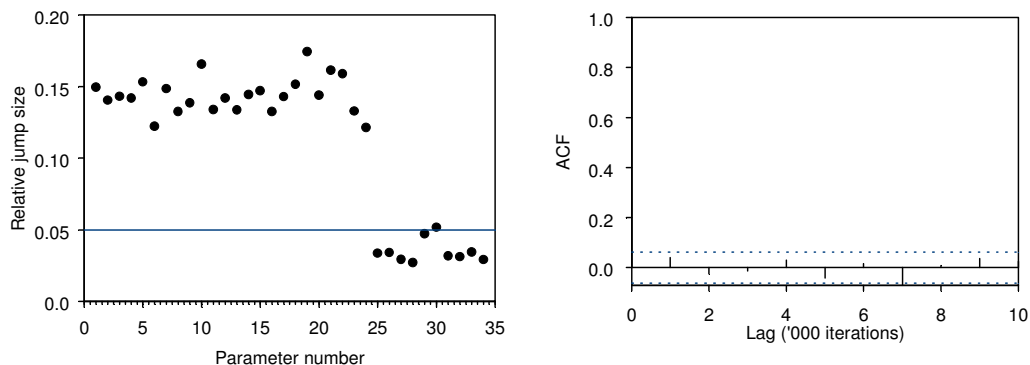 0.20
0.15
0.10
0.05
0.0
Relative jump size
0 5 10 15 20 25 30 35
Parameter number
1.0
0.8
0.6
0.4
0.2
0.0
ACF
0 2 4 6 8 10
Lag ('000 iterations)